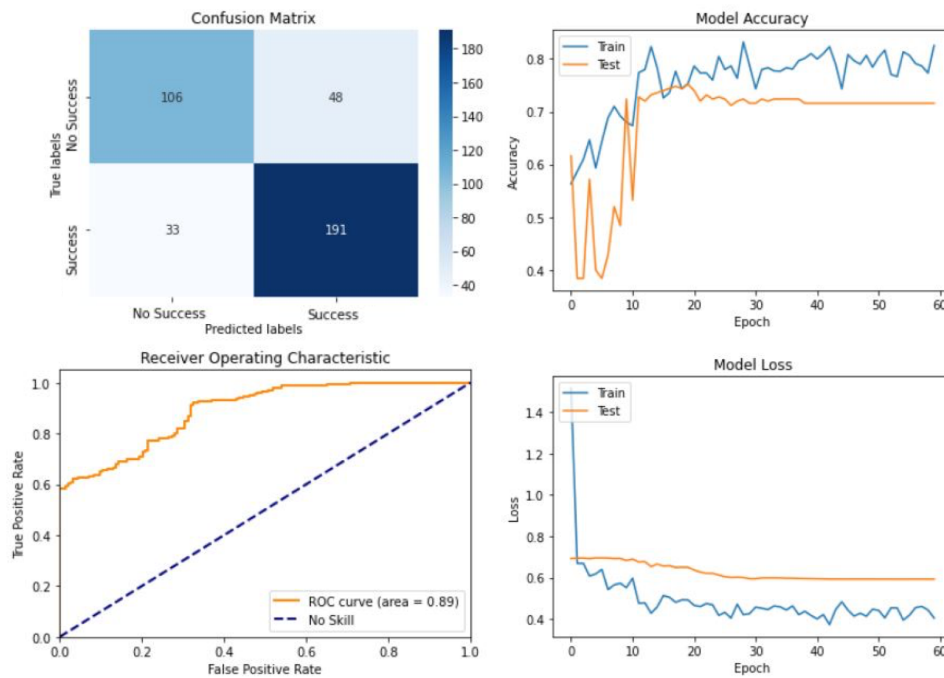 Confusion Matrix
True labels
No Success
Success
106
48
33
191
No Success
Success
Predicted labels
180
160
140
120
100
80
60
40
Model Accuracy
Accuracy
0.8
0.7
0.6
0.5
0.4
Train
Test
0
10
20
30
40
50
60
Epoch
Receiver Operating Characteristic
True Positive Rate
1.0
0.8
0.6
0.4
0.2
0.0
ROC curve (area = 0.89)
No Skill
0.0
0.2
0.4
0.6
0.8
1.0
False Positive Rate
Model Loss
Loss
1.4
1.2
1.0
0.8
0.6
0.4
Train
Test
0
10
20
30
40
50
60
Epoch